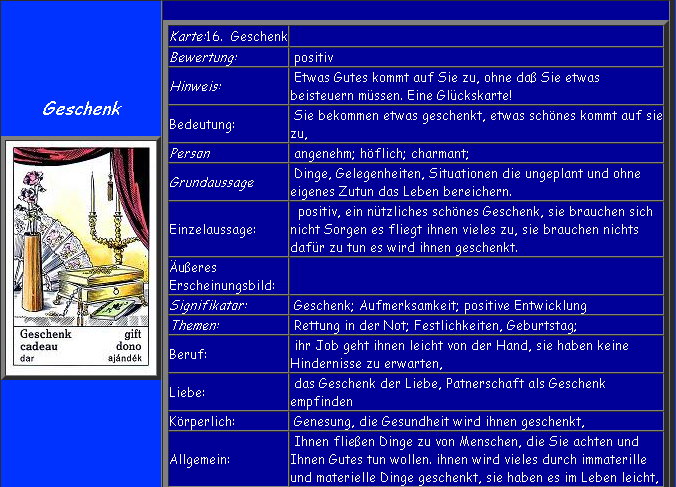 Geschenk
Geschenk gift
cadeau dono
dar ajándék
Karte:16. Geschenk
Bewertung: positiv
Hinweis: Etwas Gutes kommt auf Sie zu, ohne daß Sie etwas
beisteuern müssen. Eine Glückskarte!
Bedeutung: Sie bekommen etwas geschenkt, etwas schönes kommt auf sie
zu,
Person angenehm; höflich; charmant;
Grundaussage Dinge, Gelegenheiten, Situationen die ungeplant und ohne
eigenes Zutun das Leben bereichern.
Einzelaussage: positiv, ein nützliches schönes Geschenk, sie brauchen sich
nicht Sorgen es fliegt ihnen vieles zu, sie brauchen nichts
dafür zu tun es wird ihnen geschenkt.
Äußeres
Erscheinungsbild:
Signifikator: Geschenk; Aufmerksamkeit; positive Entwicklung
Themen: Rettung in der Not; Festlichkeiten, Geburtstag;
Beruf: ihr Job geht ihnen leicht von der Hand, sie haben keine
Hindernisse zu erwarten,
Liebe: das Geschenk der Liebe, Patnerschaft als Geschenk
empfinden
Körperlich: Genesung, die Gesundheit wird ihnen geschenkt,
Allgemein: Ihnen fließen Dinge zu von Menschen, die Sie achten und
Ihnen Gutes tun wollen. ihnen wird vieles durch immaterille
und materielle Dinge geschenkt, sie haben es im Leben leicht,